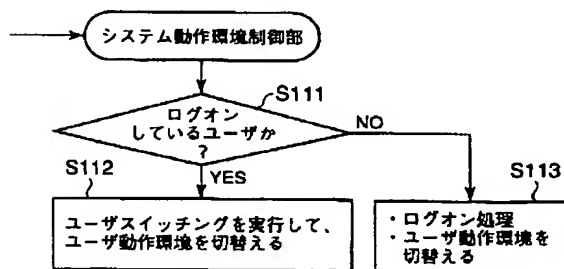 システム動作環境制御部
S111
ログオン
しているユーザか
?
NO
YES
S112
ユーザスイッチングを実行して、
ユーザ動作環境を切替える
S113
・ログオン処理
・ユーザ動作環境を
切替える